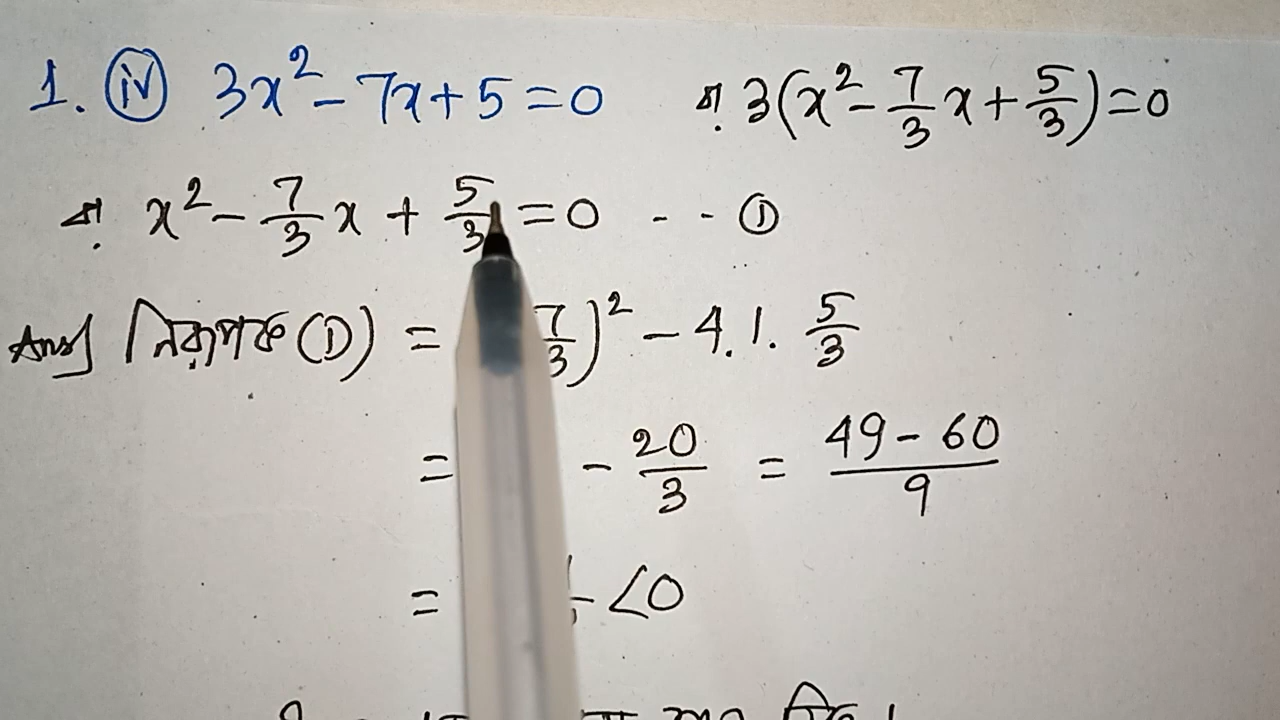 1. (iv) 3x² - 7x + 5 = 0 বা, 3(x² - 7/3 x + 5/3) = 0
বা, x² - 7/3 x + 5/3 = 0 - - ①
Ans/ নিরূপক (D) = 7/3)² - 4.1. 5/3
= - 20/3 = (49 - 60)/9
= < 0